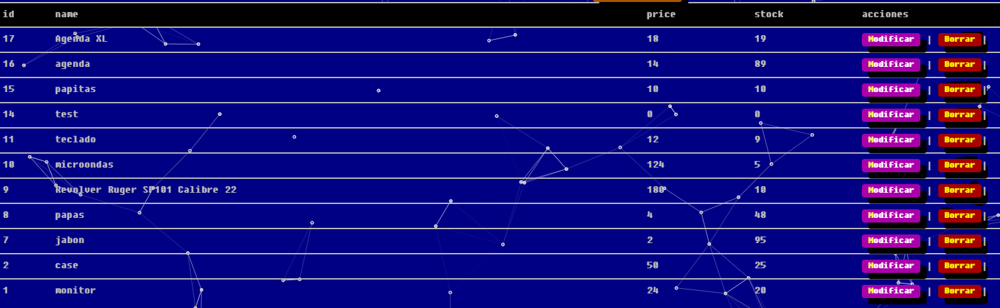 id name price stock acciones
17 Agenda XL 18 19 Modificar | Borrar |
16 agenda 14 89 Modificar | Borrar |
15 papitas 10 10 Modificar | Borrar |
14 test 0 0 Modificar | Borrar |
11 teclado 12 9 Modificar | Borrar |
10 microondas 124 5 Modificar | Borrar |
9 Revolver Ruger SP101 Calibre 22 180 10 Modificar | Borrar |
8 papas 4 48 Modificar | Borrar |
7 jabon 2 95 Modificar | Borrar |
2 case 50 25 Modificar | Borrar |
1 monitor 24 20 Modificar | Borrar |